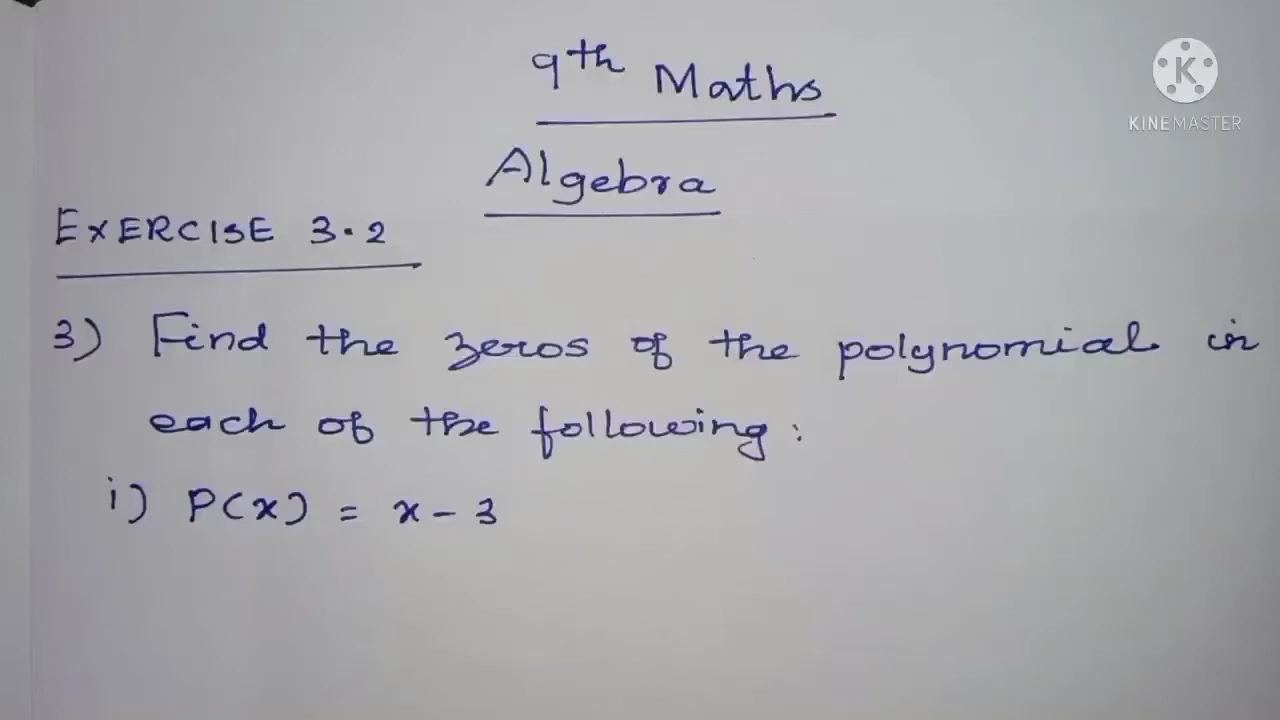 9th Maths
K
KINEMASTER
Algebra
EXERCISE 3.2
3) Find the zeros of the polynomial in
each of the following:
i) P(x) = x - 3